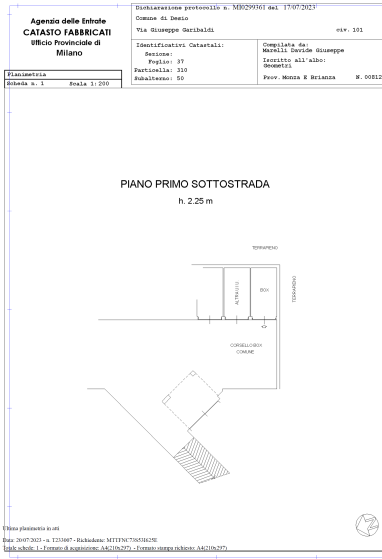 Agenzia delle Entrate
CATASTO FABBRICATI
Ufficio Provinciale di
Milano
Dichiarazione protocollo n. MI0299361 del 17/07/2023
Comune di Desio
Via Giuseppe Garibaldi civ. 101
Identificativi Catastali:
Sezione:
Foglio: 37
Particella: 310
Subalterno: 50
Compilata da:
Marelli Davide Giuseppe
Iscritto all'albo:
Geometri
Prov. Monza E Brianza N. 00812
Planimetria
Scheda n. 1 Scala 1:200
PIANO PRIMO SOTTOSTRADA
h. 2.25 m
TERRAPIENO
TERRAPIENO
ALTRA U.I.U.
BOX
CORSELLO BOX
COMUNE
Ultima planimetria in atti
Data: 20/07/2023 - n. T233007 - Richiedente: MTTFNC73S53I625E
Totale schede: 1 - Formato di acquisizione: A4(210x297) - Formato stampa richiesto: A4(210x297)